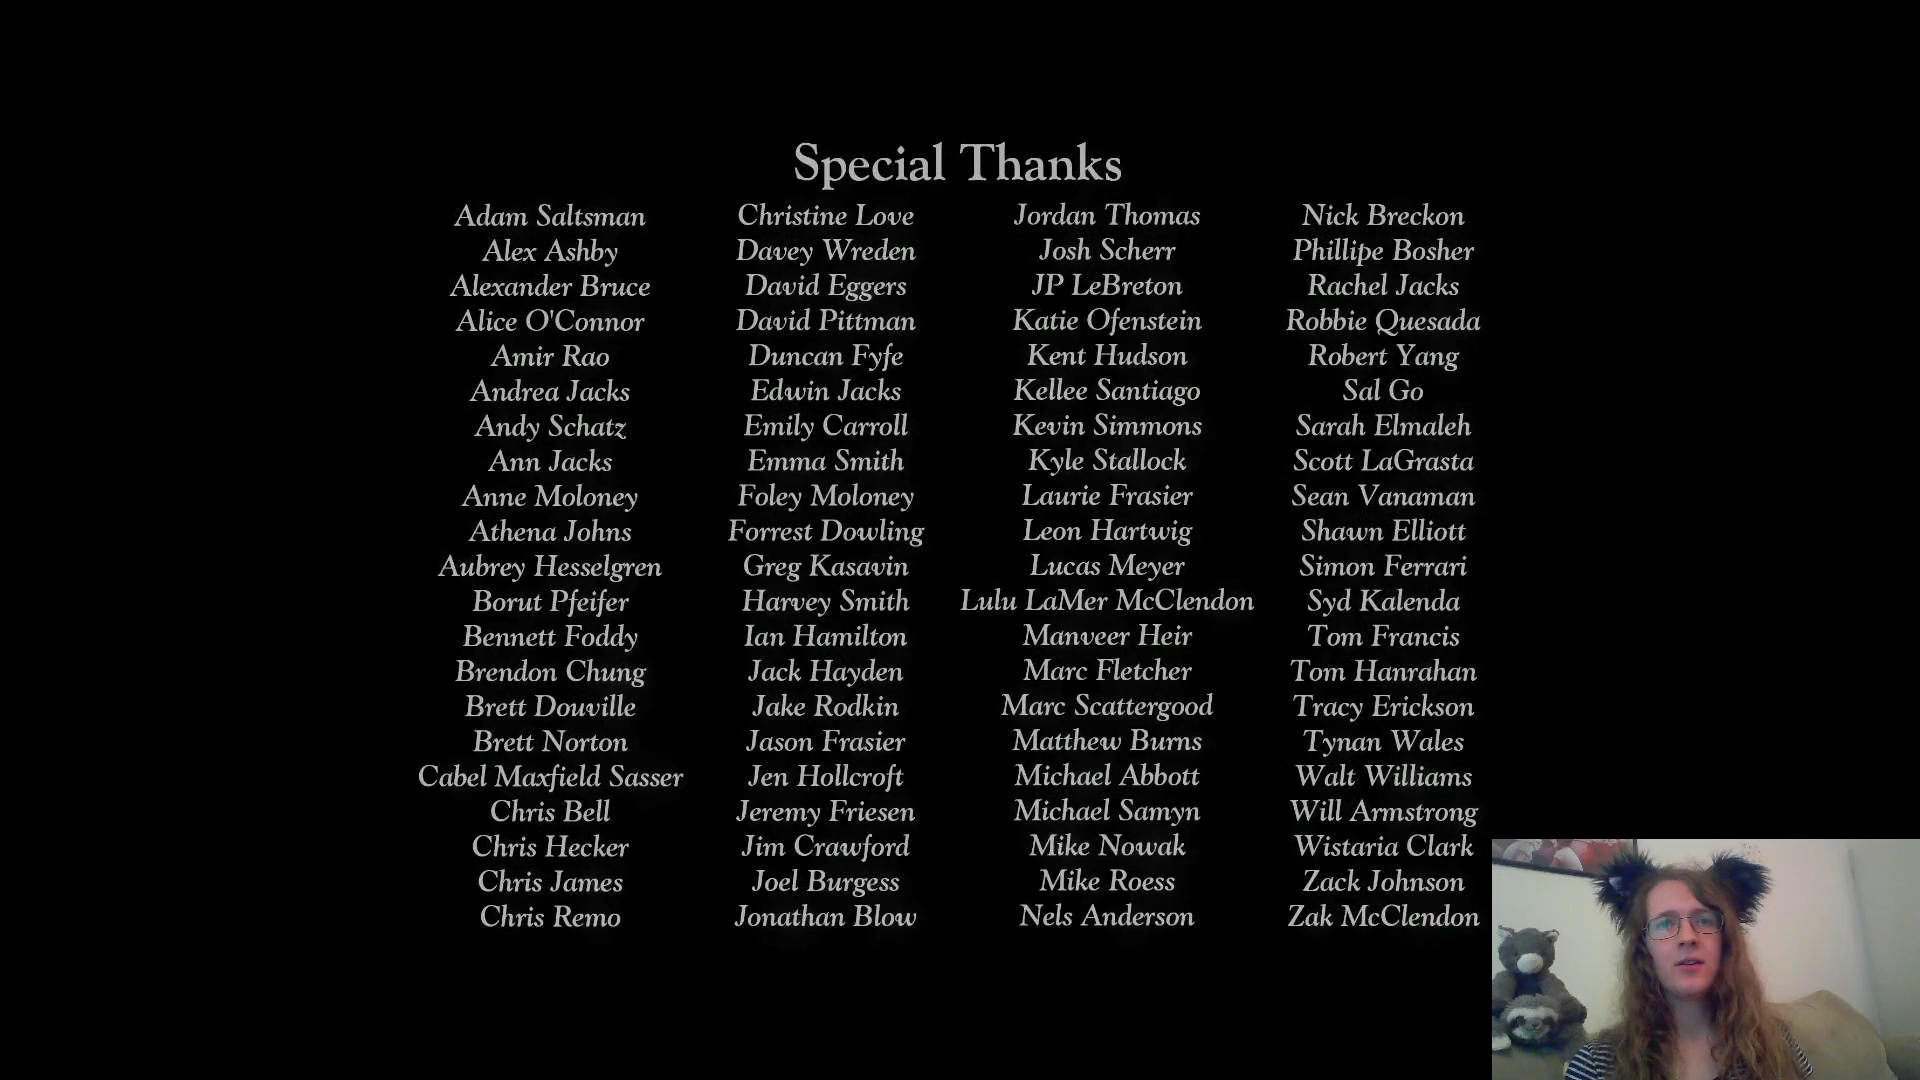 Special Thanks
Adam Saltsman
Alex Ashby
Alexander Bruce
Alice O'Connor
Amir Rao
Andrea Jacks
Andy Schatz
Ann Jacks
Anne Moloney
Athena Johns
Aubrey Hesselgren
Borut Pfeifer
Bennett Foddy
Brendon Chung
Brett Douville
Brett Norton
Cabel Maxfield Sasser
Chris Bell
Chris Hecker
Chris James
Chris Remo
Christine Love
Davey Wreden
David Eggers
David Pittman
Duncan Fyfe
Edwin Jacks
Emily Carroll
Emma Smith
Foley Moloney
Forrest Dowling
Greg Kasavin
Harvey Smith
Ian Hamilton
Jack Hayden
Jake Rodkin
Jason Frasier
Jen Hollcroft
Jeremy Friesen
Jim Crawford
Joel Burgess
Jonathan Blow
Jordan Thomas
Josh Scherr
JP LeBreton
Katie Ofenstein
Kent Hudson
Kellee Santiago
Kevin Simmons
Kyle Stallock
Laurie Frasier
Leon Hartwig
Lucas Meyer
Lulu LaMer McClendon
Manveer Heir
Marc Fletcher
Marc Scattergood
Matthew Burns
Michael Abbott
Michael Samyn
Mike Nowak
Mike Roess
Nels Anderson
Nick Breckon
Phillipe Bosher
Rachel Jacks
Robbie Quesada
Robert Yang
Sal Go
Sarah Elmaleh
Scott LaGrasta
Sean Vanaman
Shawn Elliott
Simon Ferrari
Syd Kalenda
Tom Francis
Tom Hanrahan
Tracy Erickson
Tynan Wales
Walt Williams
Will Armstrong
Wistaria Clark
Zack Johnson
Zak McClendon